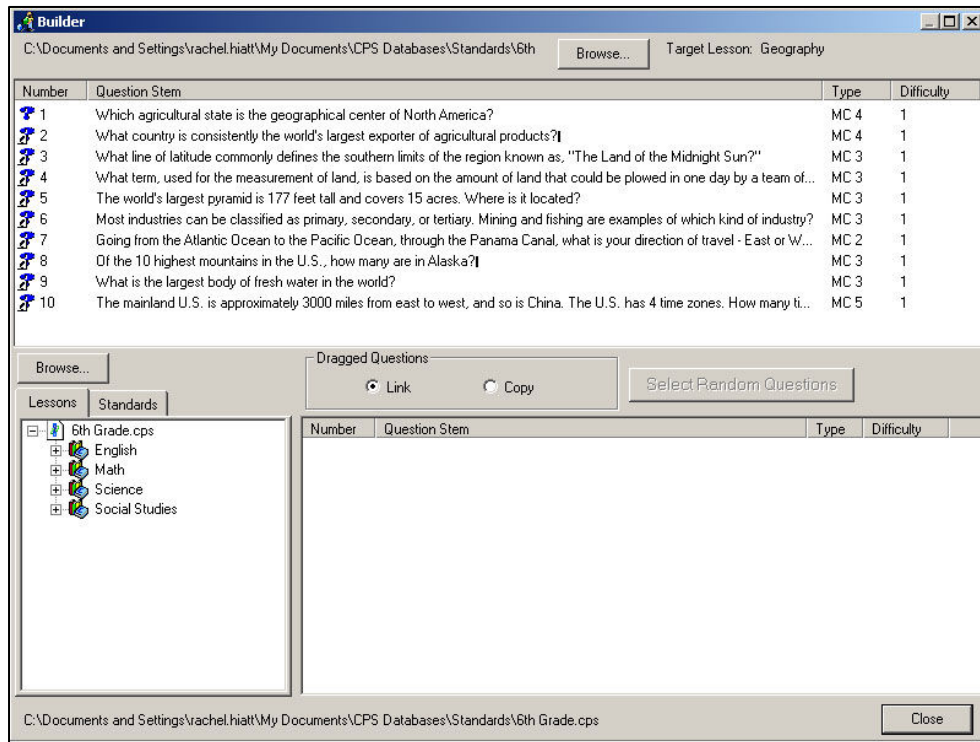 Builder
C:\Documents and Settings\rachel.hiatt\My Documents\CPS Databases\Standards\6th Browse... Target Lesson: Geography
Number Question Stem Type Difficulty
1 Which agricultural state is the geographical center of North America? MC 4 1
2 What country is consistently the world's largest exporter of agricultural products? MC 4 1
3 What line of latitude commonly defines the southern limits of the region known as, "The Land of the Midnight Sun?" MC 3 1
4 What term, used for the measurement of land, is based on the amount of land that could be plowed in one day by a team of... MC 3 1
5 The world's largest pyramid is 177 feet tall and covers 15 acres. Where is it located? MC 3 1
6 Most industries can be classified as primary, secondary, or tertiary. Mining and fishing are examples of which kind of industry? MC 3 1
7 Going from the Atlantic Ocean to the Pacific Ocean, through the Panama Canal, what is your direction of travel - East or W... MC 2 1
8 Of the 10 highest mountains in the U.S., how many are in Alaska? MC 3 1
9 What is the largest body of fresh water in the world? MC 3 1
10 The mainland U.S. is approximately 3000 miles from east to west, and so is China. The U.S. has 4 time zones. How many ti... MC 5 1
Browse...
Dragged Questions
Link Copy
Select Random Questions
Lessons Standards
6th Grade.cps
English
Math
Science
Social Studies
Number Question Stem Type Difficulty
C:\Documents and Settings\rachel.hiatt\My Documents\CPS Databases\Standards\6th Grade.cps Close